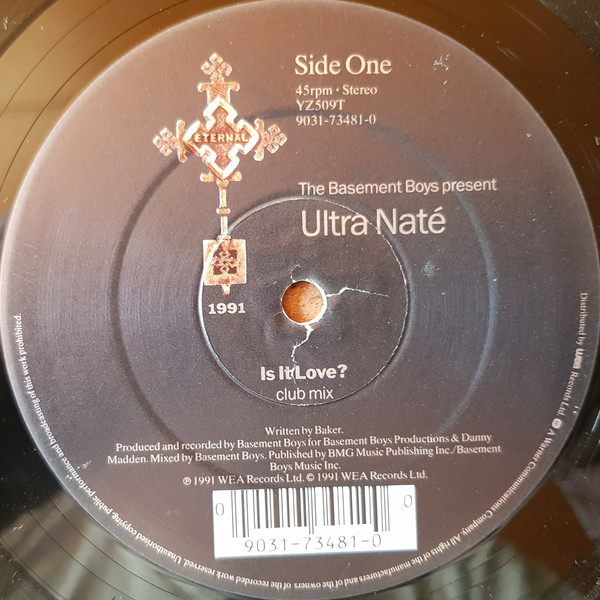 Side One
45rpm · Stereo
YZ509T
9031-73481-0
ETERNAL
The Basement Boys present
Ultra Naté
1991
Is It Love?
club mix
Written by Baker.
Produced and recorded by Basement Boys for Basement Boys Productions & Danny
Madden. Mixed by Basement Boys. Published by BMG Music Publishing Inc./Basement
Boys Music Inc.
℗ 1991 WEA Records Ltd. © 1991 WEA Records Ltd.
0 0
9031-73481-0
Distributed by wea Records Ltd. A Warner Communications Company. All rights of the manufacturers and of the owners of the recorded work reserved. Unauthorised copying, public performance and broadcasting of this work prohibited.